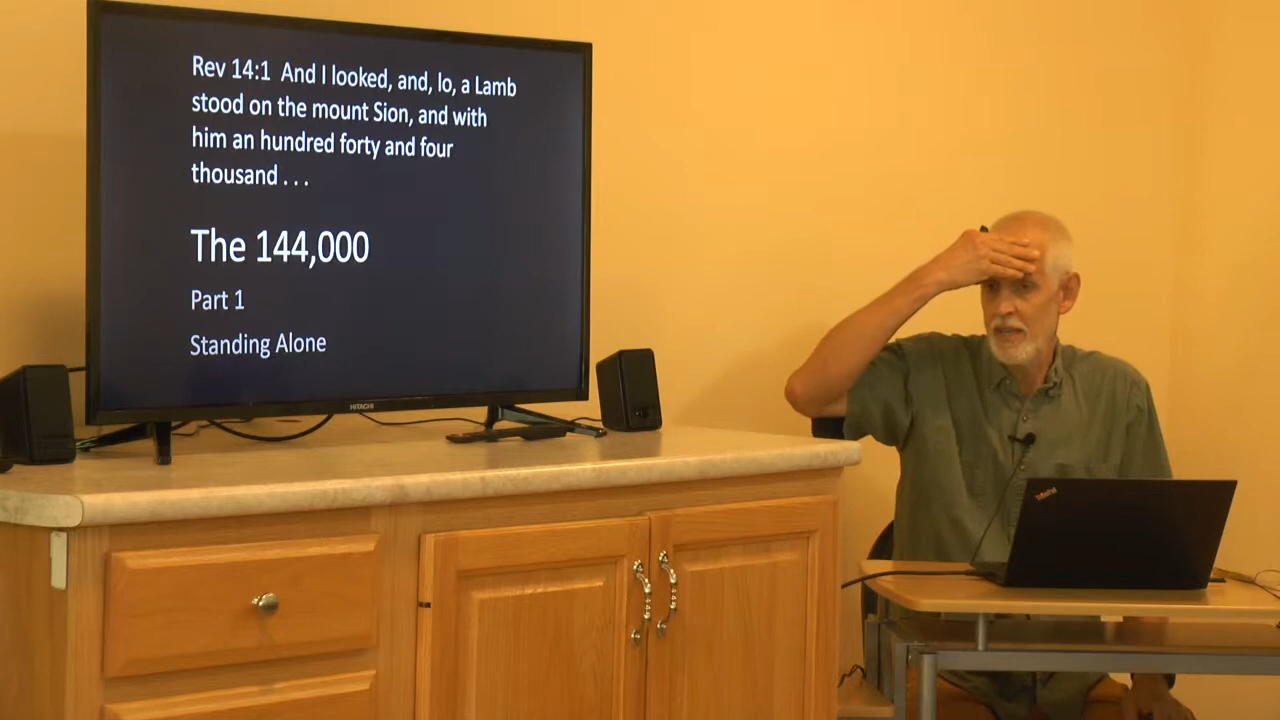 Rev 14:1 And I looked, and, lo, a Lamb
stood on the mount Sion, and with
him an hundred forty and four
thousand . . .
The 144,000
Part 1
Standing Alone
HITACHI
ThinkPad